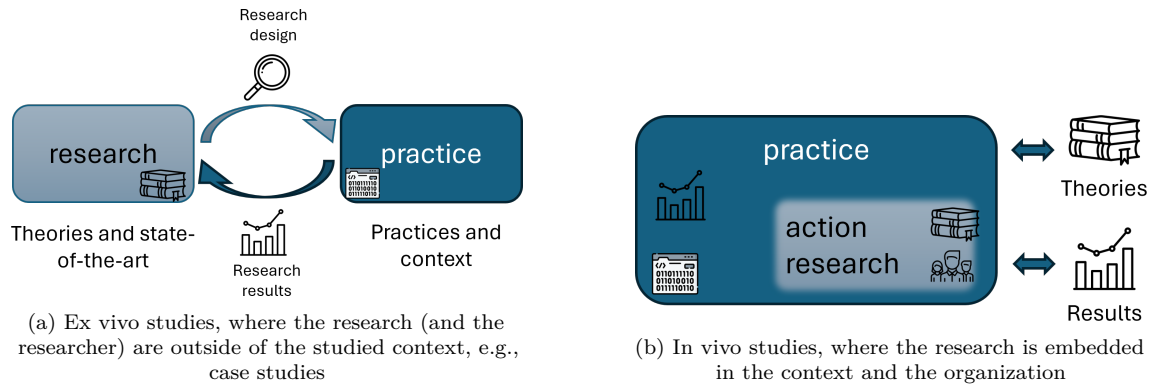 Research
design
research
practice
Theories and state-
of-the-art
Research
results
Practices and
context
(a) Ex vivo studies, where the research (and the
researcher) are outside of the studied context, e.g.,
case studies
practice
action
research
Theories
Results
(b) In vivo studies, where the research is embedded
in the context and the organization